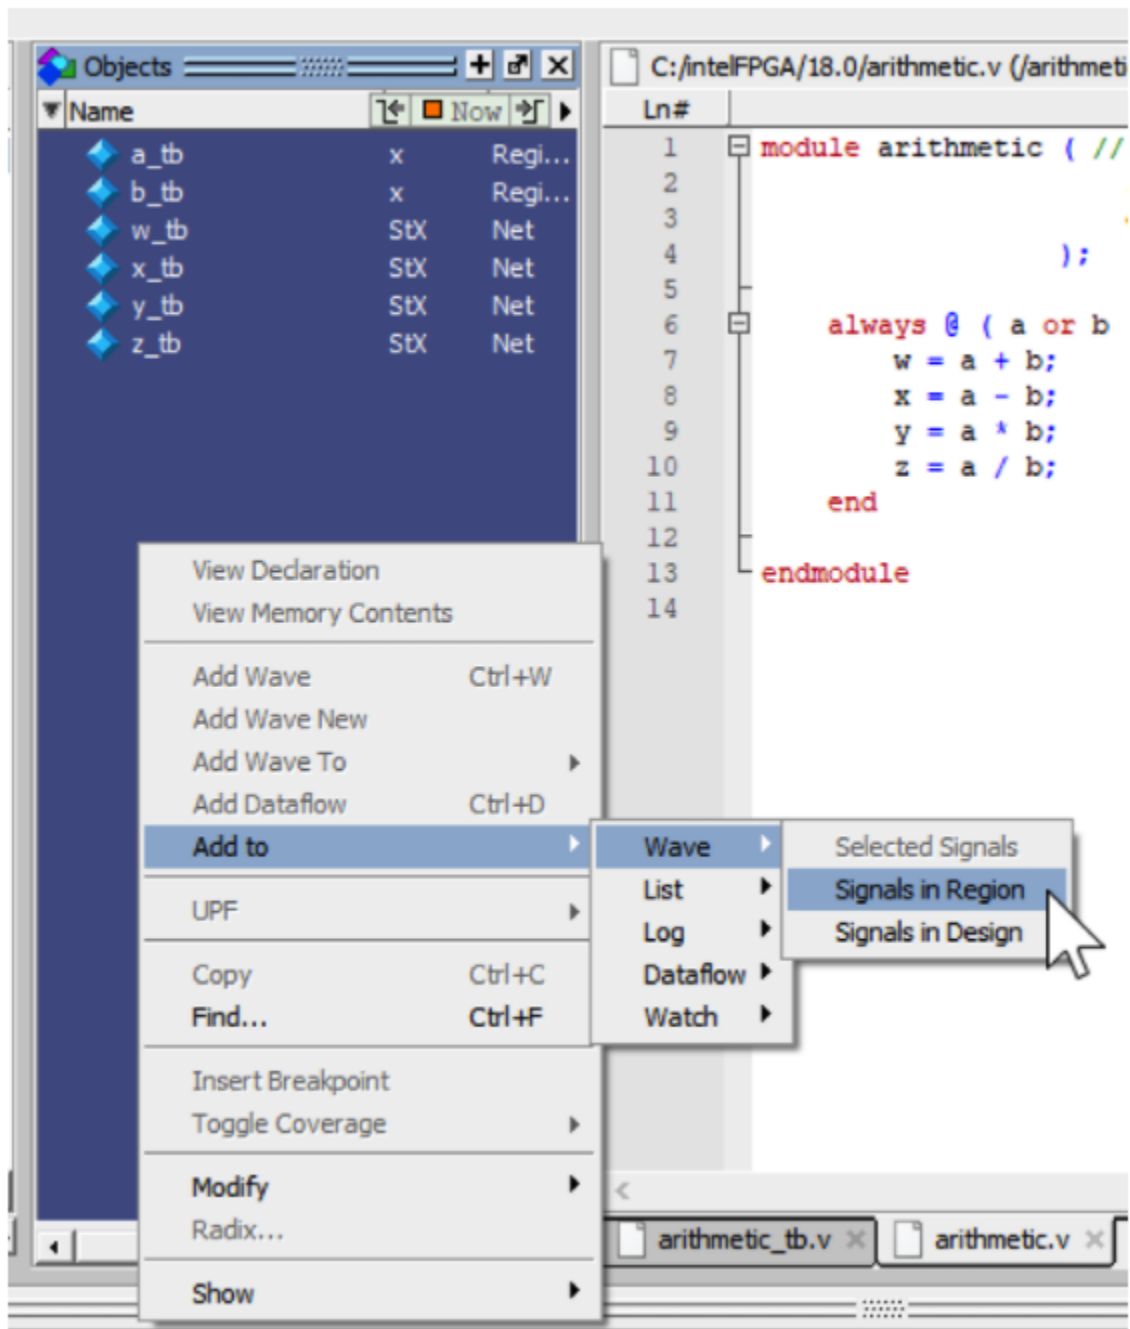 Objects
Name Now
a_tb x Regi...
b_tb x Regi...
w_tb StX Net
x_tb StX Net
y_tb StX Net
z_tb StX Net
View Declaration
View Memory Contents
Add Wave Ctrl+W
Add Wave New
Add Wave To
Add Dataflow Ctrl+D
Add to
UPF
Copy Ctrl+C
Find... Ctrl+F
Insert Breakpoint
Toggle Coverage
Modify
Radix...
Show
Wave
List
Log
Dataflow
Watch
Selected Signals
Signals in Region
Signals in Design
C:/intelFPGA/18.0/arithmetic.v (/arithmeti
Ln#
1 module arithmetic ( //
2
3
4 );
5
6 always @ ( a or b
7 w = a + b;
8 x = a - b;
9 y = a * b;
10 z = a / b;
11 end
12
13 endmodule
14
arithmetic_tb.v
arithmetic.v